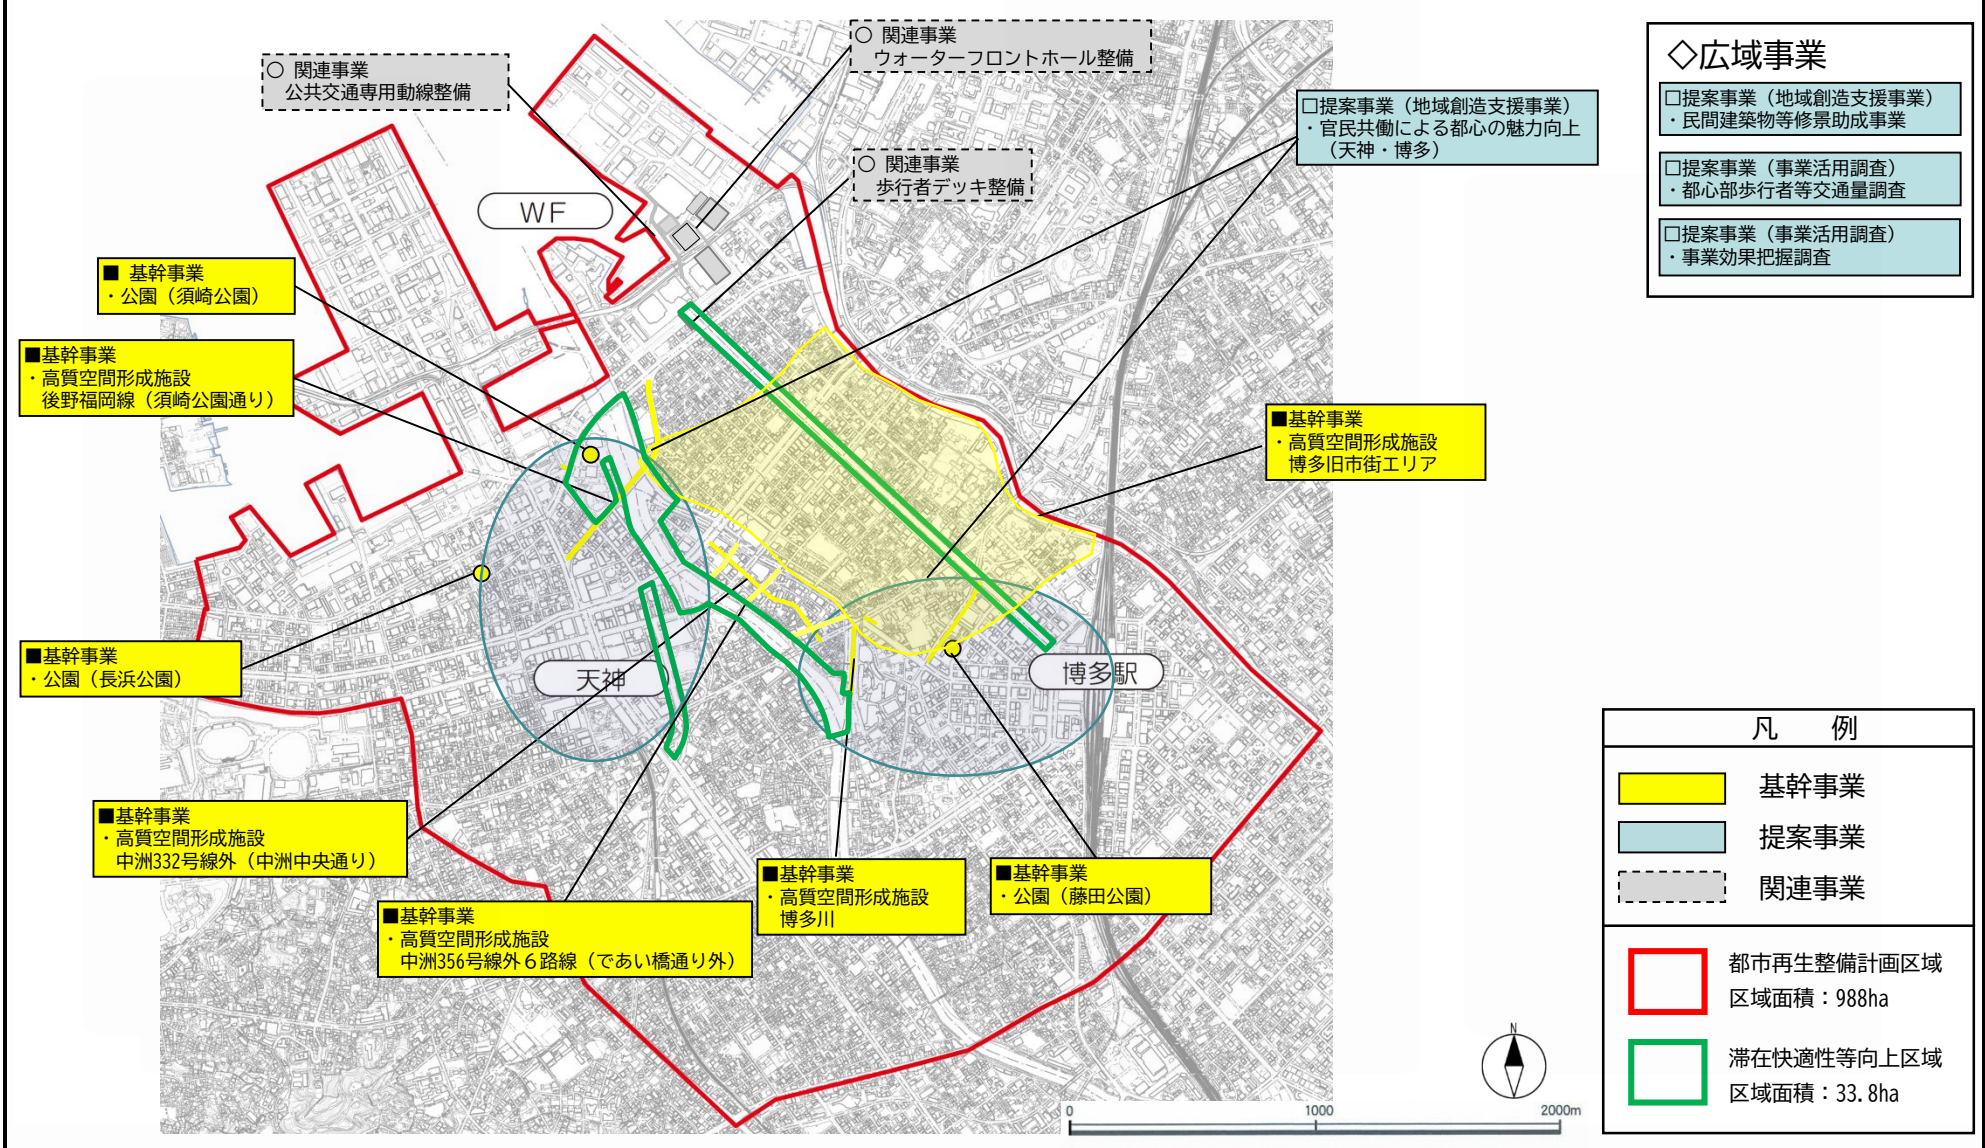 ○ 関連事業
公共交通専用動線整備
○ 関連事業
ウォーターフロントホール整備
○ 関連事業
歩行者デッキ整備
□提案事業（地域創造支援事業）
・官民共働による都心の魅力向上
（天神・博多）
◇広域事業
□提案事業（地域創造支援事業）
・民間建築物等修景助成事業
□提案事業（事業活用調査）
・都心部歩行者等交通量調査
□提案事業（事業活用調査）
・事業効果把握調査
WF
■ 基幹事業
・公園（須崎公園）
■基幹事業
・高質空間形成施設
後野福岡線（須崎公園通り）
■基幹事業
・高質空間形成施設
博多旧市街エリア
■基幹事業
・公園（長浜公園）
天神
博多駅
■基幹事業
・高質空間形成施設
中洲332号線外（中洲中央通り）
■基幹事業
・高質空間形成施設
中洲356号線外６路線（であい橋通り外）
■基幹事業
・高質空間形成施設
博多川
■基幹事業
・公園（藤田公園）
凡　例
基幹事業
提案事業
関連事業
都市再生整備計画区域
区域面積：988ha
滞在快適性等向上区域
区域面積：33.8ha
N
0 1000 2000m